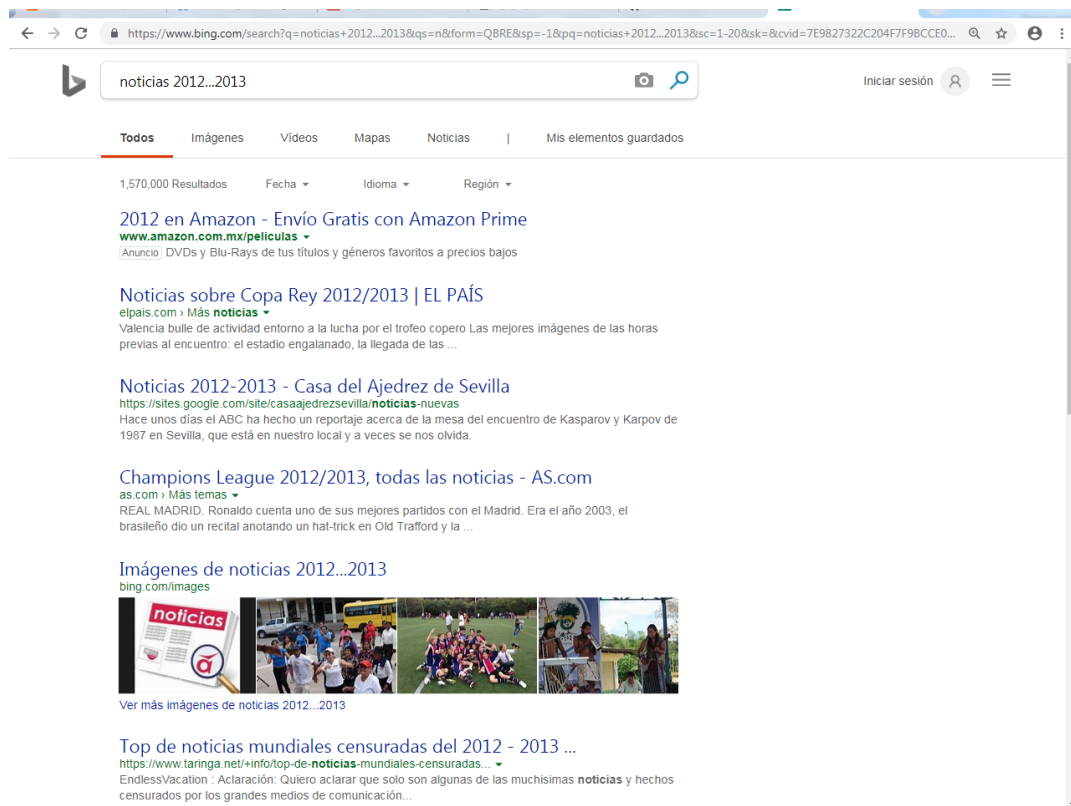 https://www.bing.com/search?q=noticias+2012...2013&qs=n&form=QBRE&sp=-1&pq=noticias+2012...2013&sc=1-20&sk=&cvid=7E9827322C204F7F9BCCE0...
noticias 2012...2013
Iniciar sesión
Todos Imágenes Vídeos Mapas Noticias | Mis elementos guardados
1,570,000 Resultados Fecha Idioma Región
2012 en Amazon - Envío Gratis con Amazon Prime
www.amazon.com.mx/peliculas
Anuncio DVDs y Blu-Rays de tus títulos y géneros favoritos a precios bajos
Noticias sobre Copa Rey 2012/2013 | EL PAÍS
elpais.com › Más noticias
Valencia bulle de actividad entorno a la lucha por el trofeo copero Las mejores imágenes de las horas
previas al encuentro: el estadio engalanado, la llegada de las ...
Noticias 2012-2013 - Casa del Ajedrez de Sevilla
https://sites.google.com/site/casaajedrezsevilla/noticias-nuevas
Hace unos días el ABC ha hecho un reportaje acerca de la mesa del encuentro de Kasparov y Karpov de
1987 en Sevilla, que está en nuestro local y a veces se nos olvida.
Champions League 2012/2013, todas las noticias - AS.com
as.com › Más temas
REAL MADRID. Ronaldo cuenta uno de sus mejores partidos con el Madrid. Era el año 2003, el
brasileño dio un recital anotando un hat-trick en Old Trafford y la ...
Imágenes de noticias 2012...2013
bing.com/images
noticias
a
Ver más imágenes de noticias 2012...2013
Top de noticias mundiales censuradas del 2012 - 2013 ...
https://www.taringa.net/+info/top-de-noticias-mundiales-censuradas...
EndlessVacation : Aclaración: Quiero aclarar que solo son algunas de las muchisimas noticias y hechos
censurados por los grandes medios de comunicación...